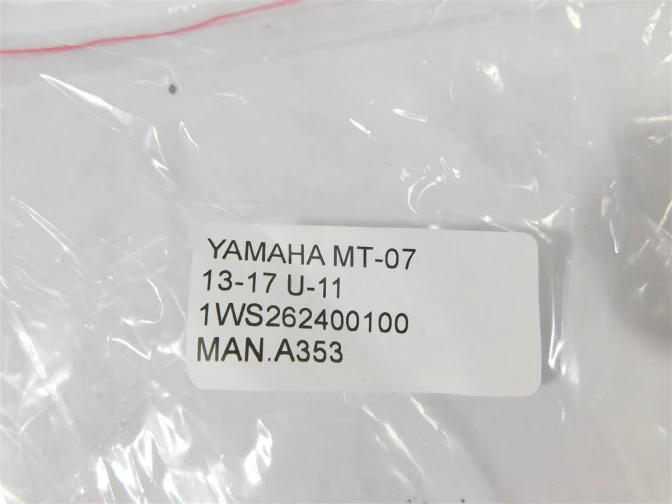 YAMAHA MT-07
13-17 U-11
1WS262400100
MAN.A353